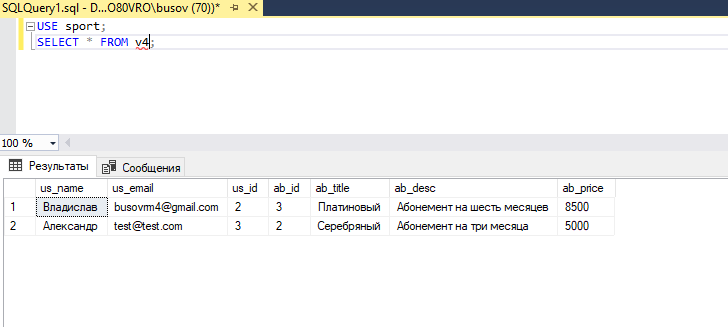 SQLQuery1.sql - D...O80VRO\busov (70))*
USE sport;
SELECT * FROM v4;
100 %
Результаты Сообщения
us_name us_email us_id ab_id ab_title ab_desc ab_price
1 Владислав busovrm4@gmail.com 2 3 Платиновый Абонемент на шесть месяцев 8500
2 Александр test@test.com 3 2 Серебряный Абонемент на три месяца 5000